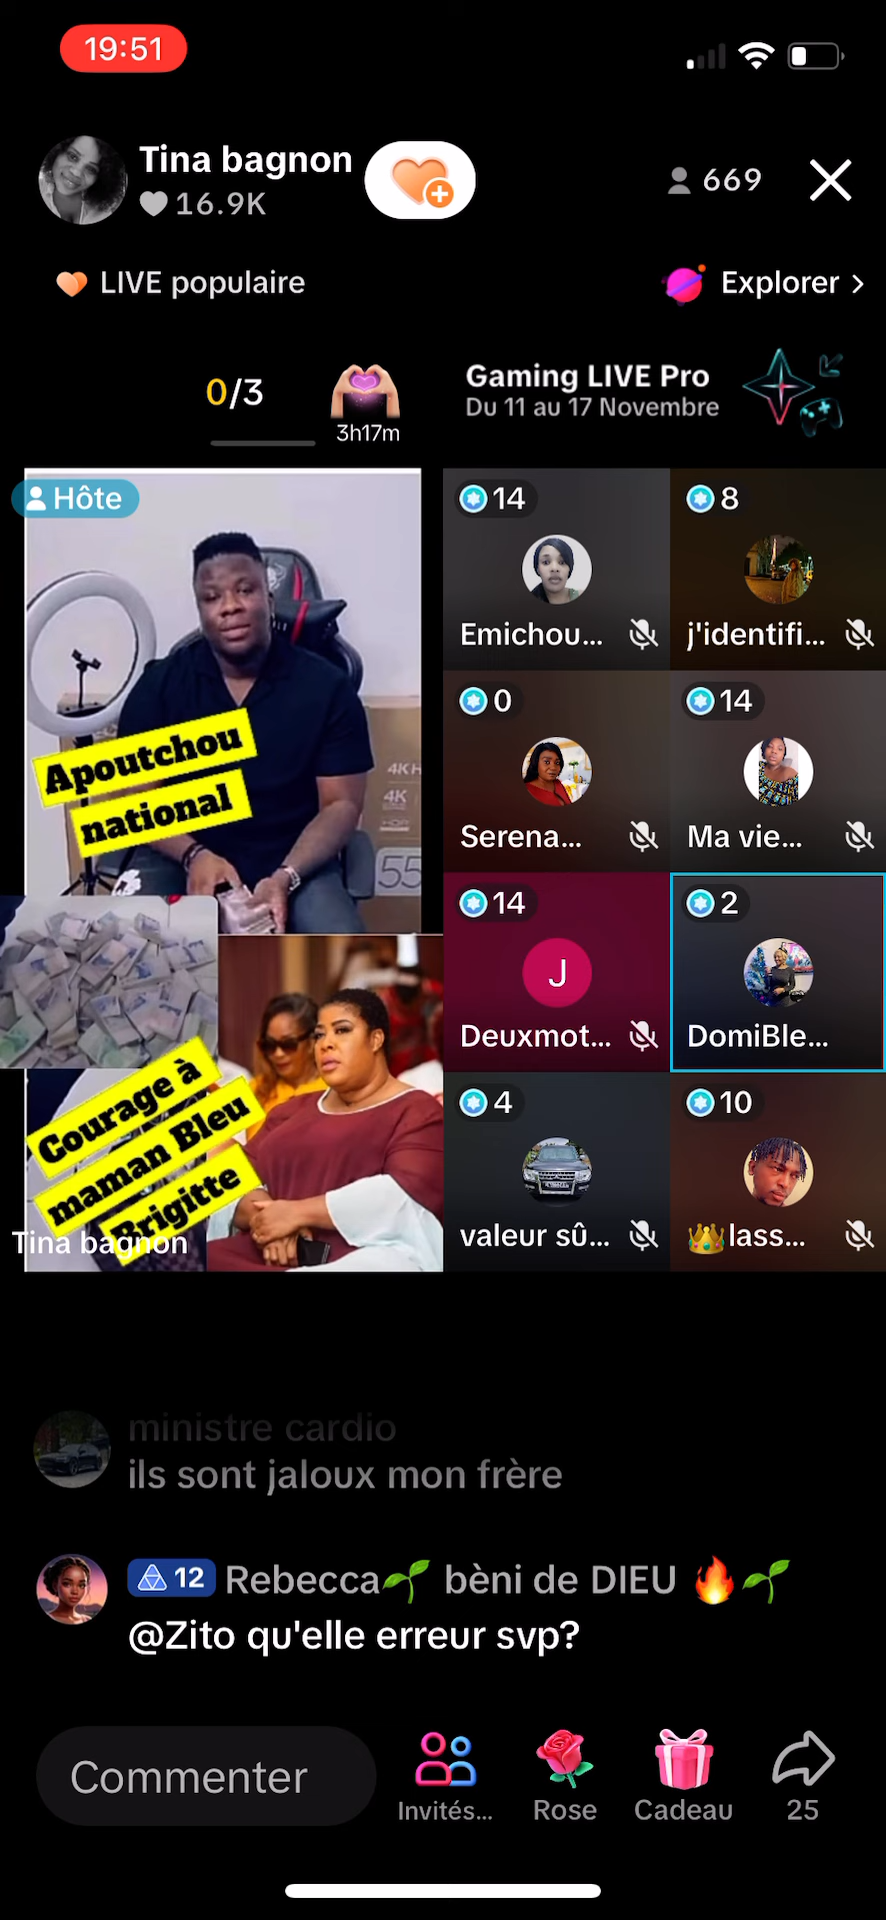 19:51
Tina bagnon
16.9K
669
LIVE populaire
Explorer
0/3
3h17m
Gaming LIVE Pro
Du 11 au 17 Novembre
Hôte
Apoutchou
national
4K
55
Courage à
maman Bleu
Brigitte
Tina bagnon
14
Emichou...
8
j'identifi...
0
Serena...
14
Ma vie...
14
J
Deuxmot...
2
DomiBle...
4
valeur sû...
10
lass...
ministre cardio
ils sont jaloux mon frère
12 Rebecca bèni de DIEU
@Zito qu'elle erreur svp?
Commenter
Invités...
Rose
Cadeau
25